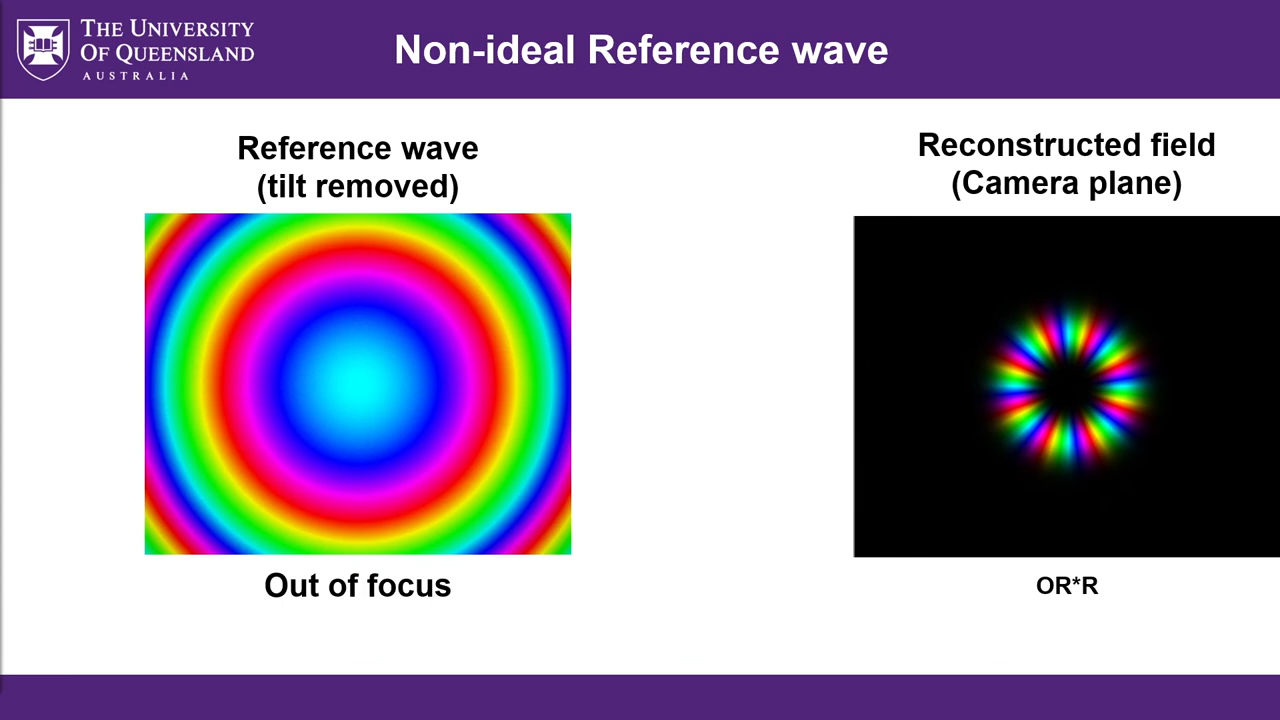 THE UNIVERSITY
OF QUEENSLAND
AUSTRALIA
Non-ideal Reference wave
Reference wave
(tilt removed)
Out of focus
Reconstructed field
(Camera plane)
OR*R